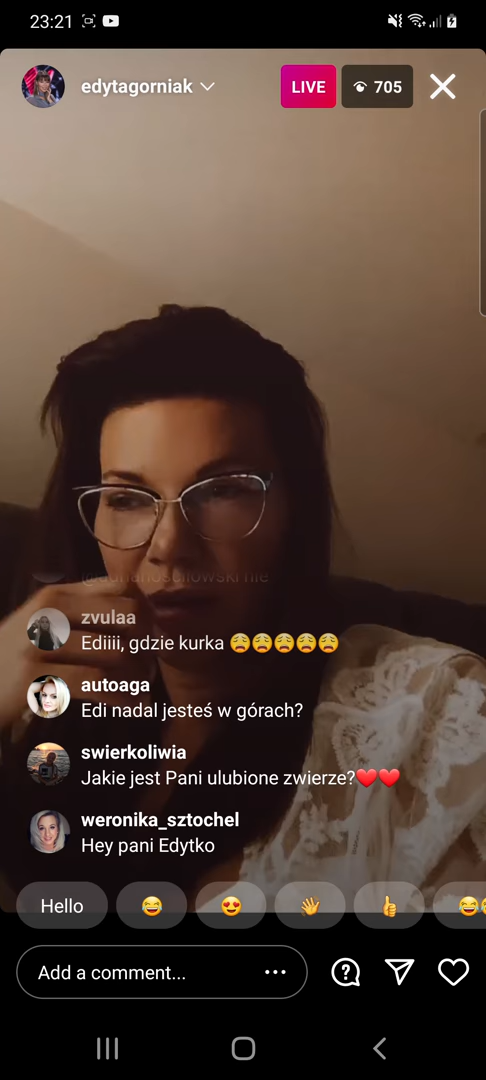 23:21
edytagorniak
LIVE
705
zvulaa
Ediiii, gdzie kurka 😩😩😩😩😩
autoaga
Edi nadal jesteś w górach?
swierkoliwia
Jakie jest Pani ulubione zwierze?❤️❤️
weronika_sztochel
Hey pani Edytko
Hello 😄 😍 👋 👍 😂
Add a comment...